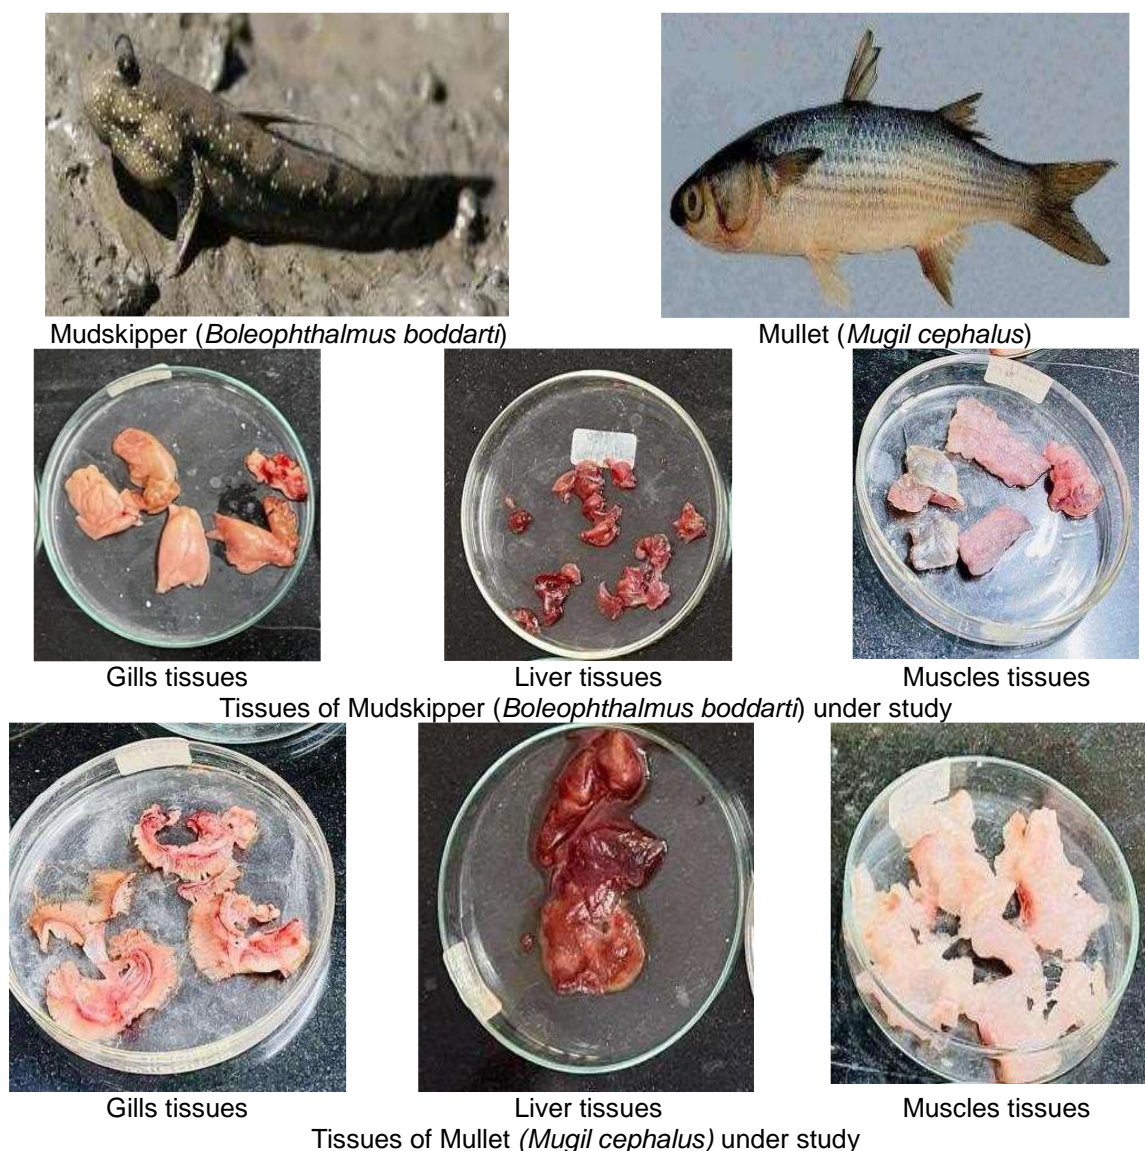 Mudskipper (Boleophthalmus boddarti)
Mullet (Mugil cephalus)
Gills tissues
Liver tissues
Muscles tissues
Tissues of Mudskipper (Boleophthalmus boddarti) under study
Gills tissues
Liver tissues
Muscles tissues
Tissues of Mullet (Mugil cephalus) under study